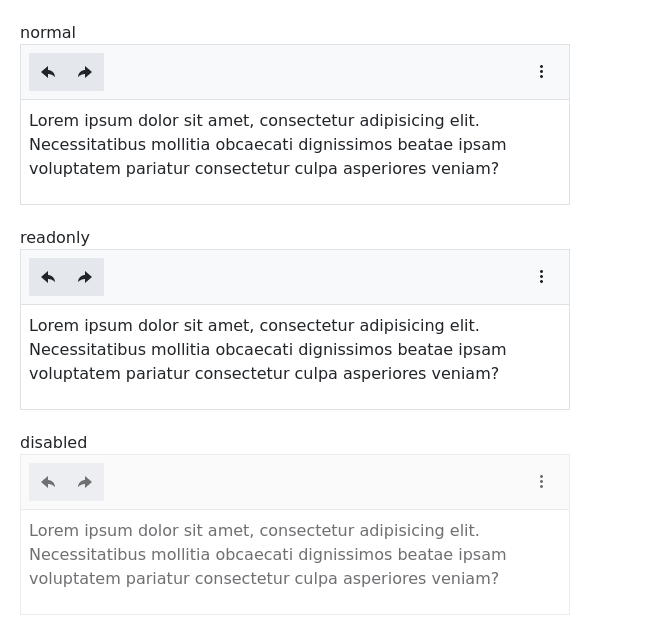 normal
Lorem ipsum dolor sit amet, consectetur adipisicing elit.
Necessitatibus mollitia obcaecati dignissimos beatae ipsam
voluptatem pariatur consectetur culpa asperiores veniam?
readonly
Lorem ipsum dolor sit amet, consectetur adipisicing elit.
Necessitatibus mollitia obcaecati dignissimos beatae ipsam
voluptatem pariatur consectetur culpa asperiores veniam?
disabled
Lorem ipsum dolor sit amet, consectetur adipisicing elit.
Necessitatibus mollitia obcaecati dignissimos beatae ipsam
voluptatem pariatur consectetur culpa asperiores veniam?